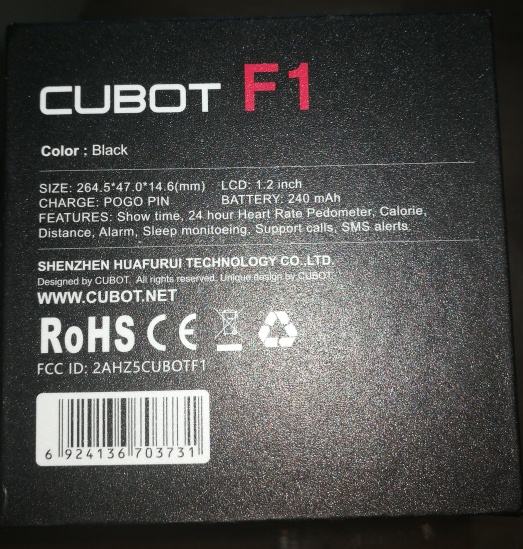 CUBOT F1
Color : Black
SIZE: 264.5*47.0*14.6(mm) LCD: 1.2 inch
CHARGE: POGO PIN BATTERY: 240 mAh
FEATURES: Show time, 24 hour Heart Rate Pedometer, Calorie,
Distance, Alarm, Sleep monitoeing, Support calls, SMS alerts.
SHENZHEN HUAFURUI TECHNOLOGY CO.,LTD.
Designed by CUBOT. All rights reserved. Unique design by CUBOT.
WWW.CUBOT.NET
RoHS CE
FCC ID: 2AHZ5CUBOTF1
6 924136 703731